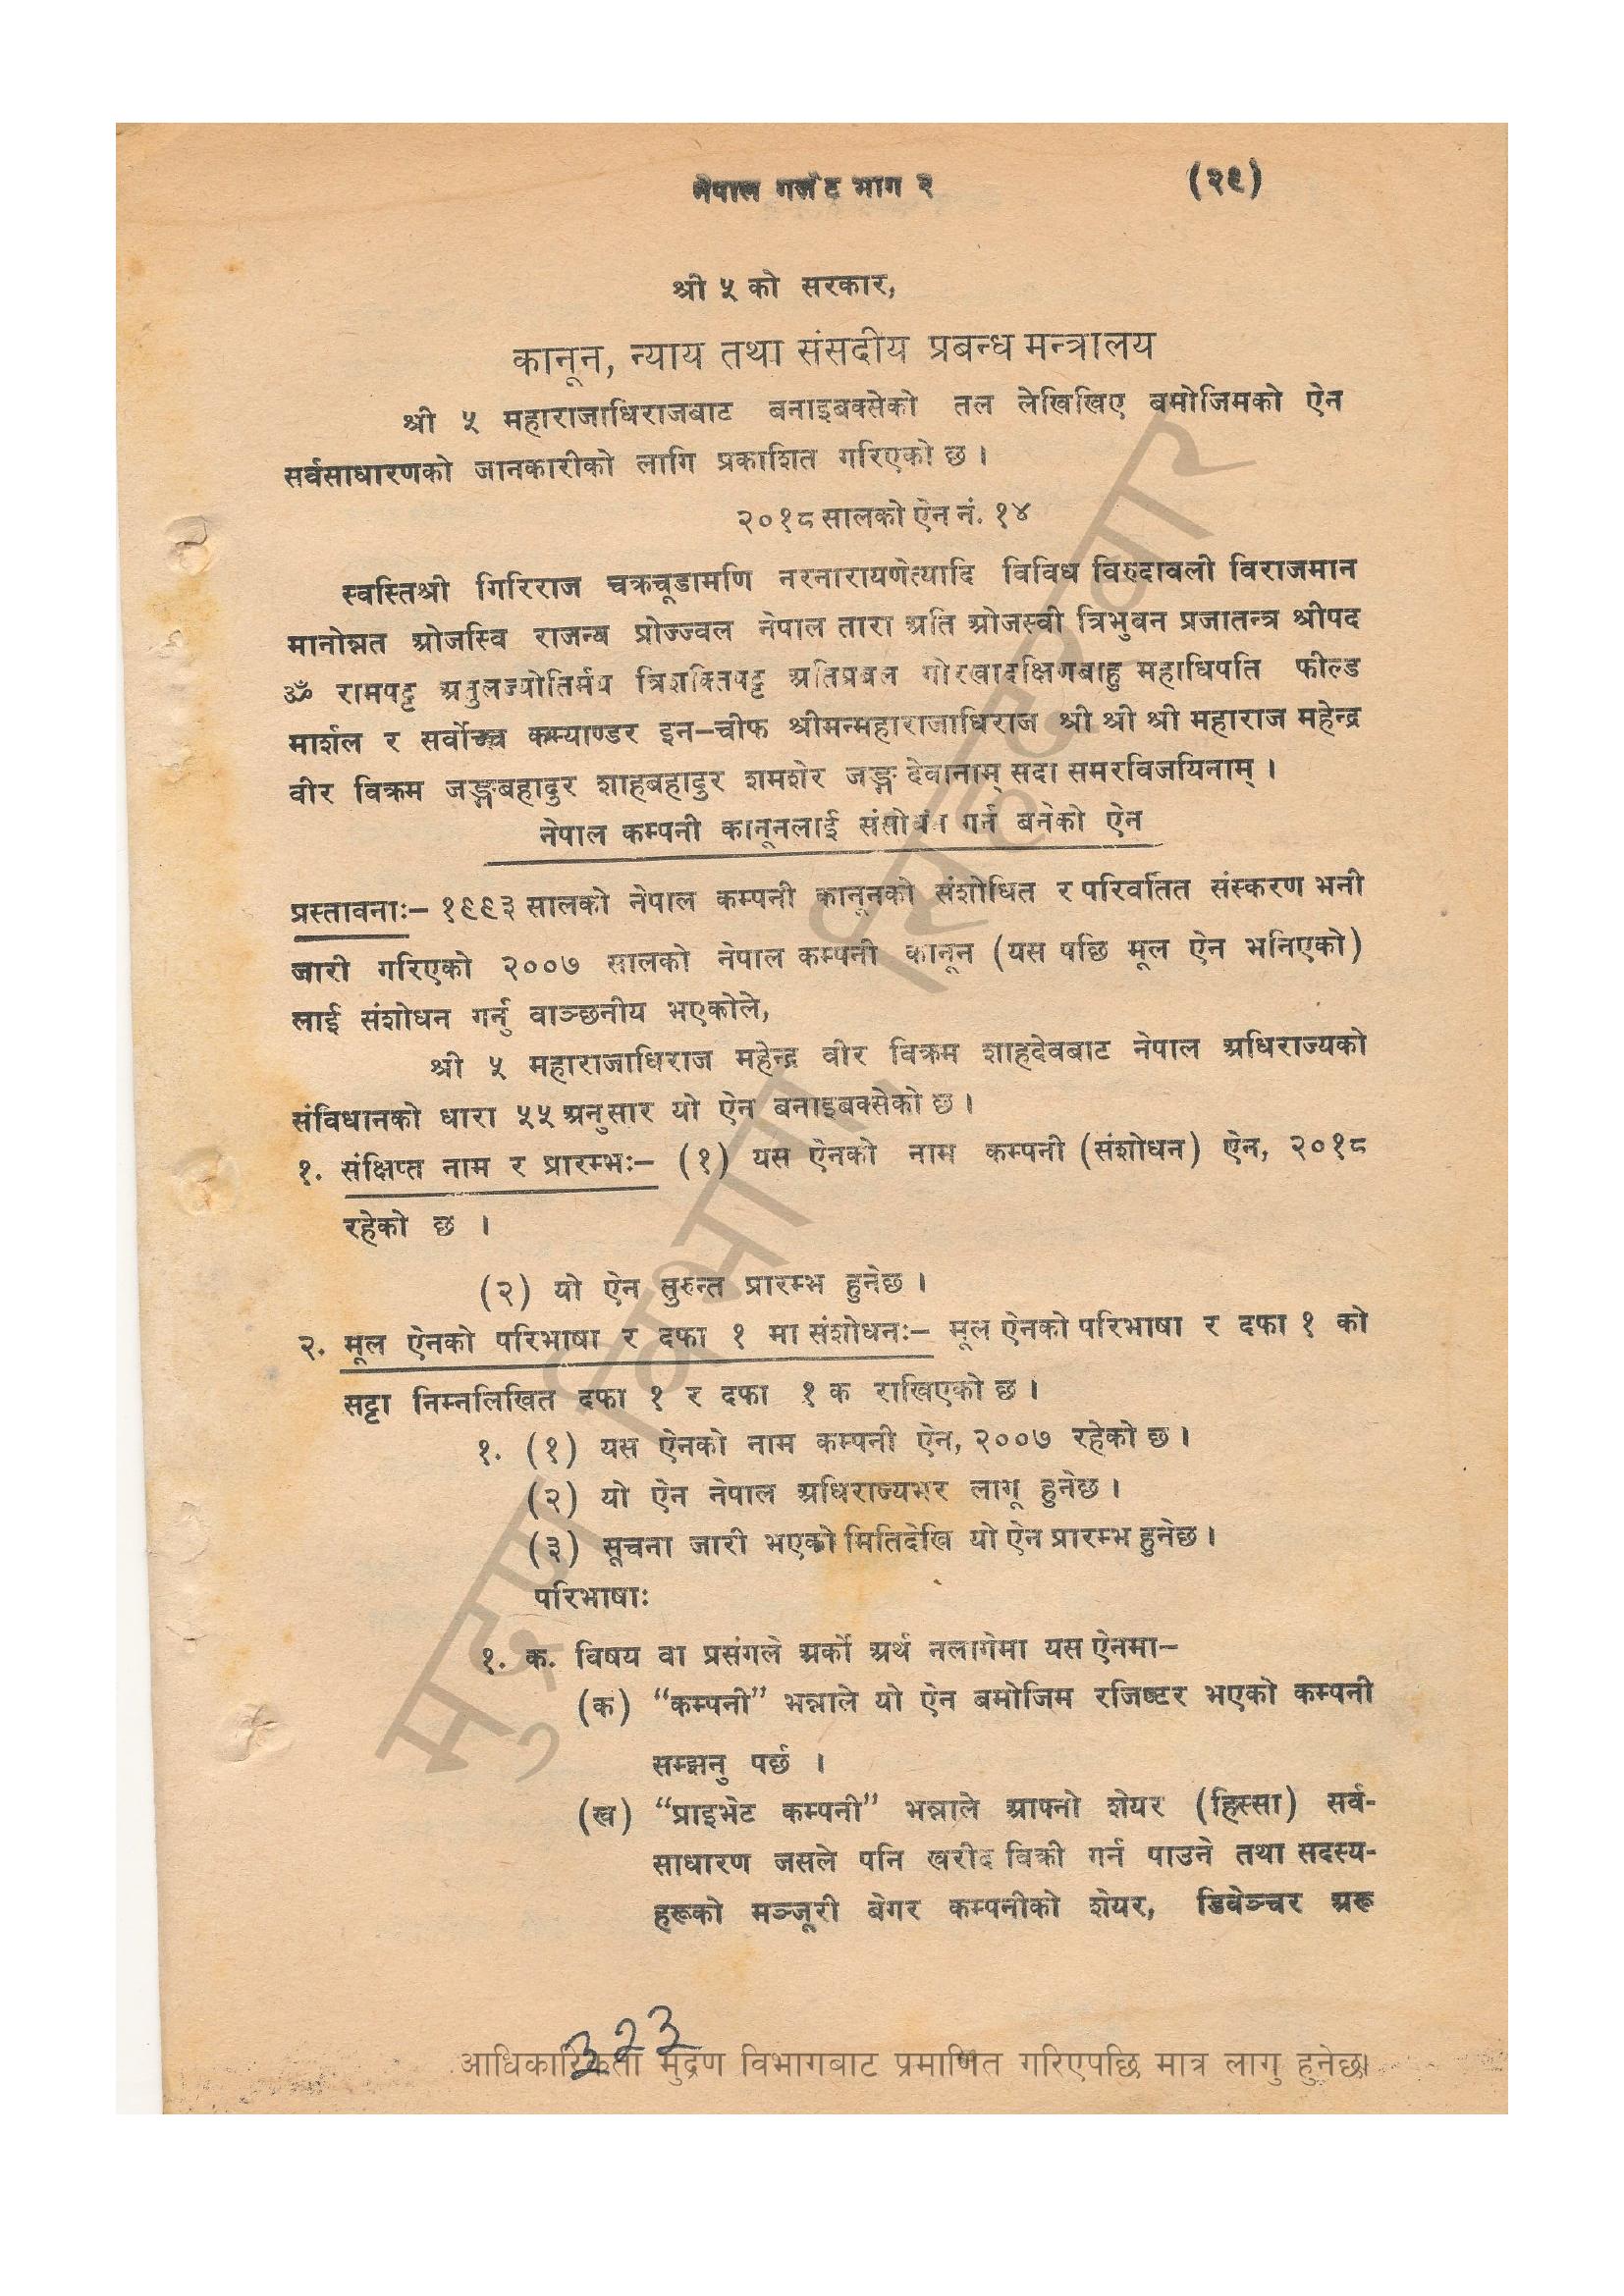 नेपाल गजेट भाग २ (२९)
श्री ५ को सरकार,
कानून, न्याय तथा संसदीय प्रबन्ध मन्त्रालय
श्री ५ महाराजाधिराजबाट बनाइबक्सेको तल लेखिखिए बमोजिमको ऐन
सर्वसाधारणको जानकारीको लागि प्रकाशित गरिएको छ ।
२०१८ सालको ऐन नं. १४
स्वस्तिश्री गिरिराज चक्रचूडामणि नरनारायणेत्यादि विविध विरुदावली विराजमान
मानोन्नत ओजस्वि राजन्य प्रोज्ज्वल नेपाल तारा अति ओजस्वी त्रिभुवन प्रजातन्त्र श्रीपद
ॐ रामपट्ट अतुलज्योतिर्मय त्रिशक्तिपट्ट अतिप्रबल गोरखादक्षिणबाहु महाधिपति फील्ड
मार्शल र सर्वोच्च कम्याण्डर इन-चीफ श्रीमन्महाराजाधिराज श्री श्री श्री महाराज महेन्द्र
वीर विक्रम जङ्गबहादुर शाहबहादुर शमशेर जङ्ग देवानाम् सदा समरविजयिनाम् ।
नेपाल कम्पनी कानूनलाई संसोधन गर्न बनेको ऐन
प्रस्तावनाः- १९९३ सालको नेपाल कम्पनी कानूनको संशोधित र परिवर्तित संस्करण भनी
जारी गरिएको २००७ सालको नेपाल कम्पनी कानून (यस पछि मूल ऐन भनिएको)
लाई संशोधन गर्नु वाञ्छनीय भएकोले,
श्री ५ महाराजाधिराज महेन्द्र वीर विक्रम शाहदेवबाट नेपाल अधिराज्यको
संविधानको धारा ५५ अनुसार यो ऐन बनाइबक्सेको छ ।
१. संक्षिप्त नाम र प्रारम्भः- (१) यस ऐनको नाम कम्पनी (संशोधन) ऐन, २०१८
रहेको छ ।
(२) यो ऐन तुरुन्त प्रारम्भ हुनेछ ।
२. मूल ऐनको परिभाषा र दफा १ मा संशोधनः- मूल ऐनको परिभाषा र दफा १ को
सट्टा निम्नलिखित दफा १ र दफा १ क राखिएको छ ।
१. (१) यस ऐनको नाम कम्पनी ऐन, २००७ रहेको छ ।
(२) यो ऐन नेपाल अधिराज्यभर लागू हुनेछ ।
(३) सूचना जारी भएको मितिदेखि यो ऐन प्रारम्भ हुनेछ ।
परिभाषाः
१. क. विषय वा प्रसंगले अर्को अर्थ नलागेमा यस ऐनमा-
(क) “कम्पनी” भन्नाले यो ऐन बमोजिम रजिष्टर भएको कम्पनी
सम्झनु पर्छ ।
(ख) “प्राइभेट कम्पनी” भन्नाले आफ्नो शेयर (हिस्सा) सर्व-
साधारण जसले पनि खरीद बिक्री गर्न पाउने तथा सदस्य-
हरूको मञ्जूरी बेगर कम्पनीको शेयर, डिवेञ्चर अरू
३२३
आधिकारिकता मुद्रण विभागबाट प्रमाणित गरिएपछि मात्र लागु हुनेछ।